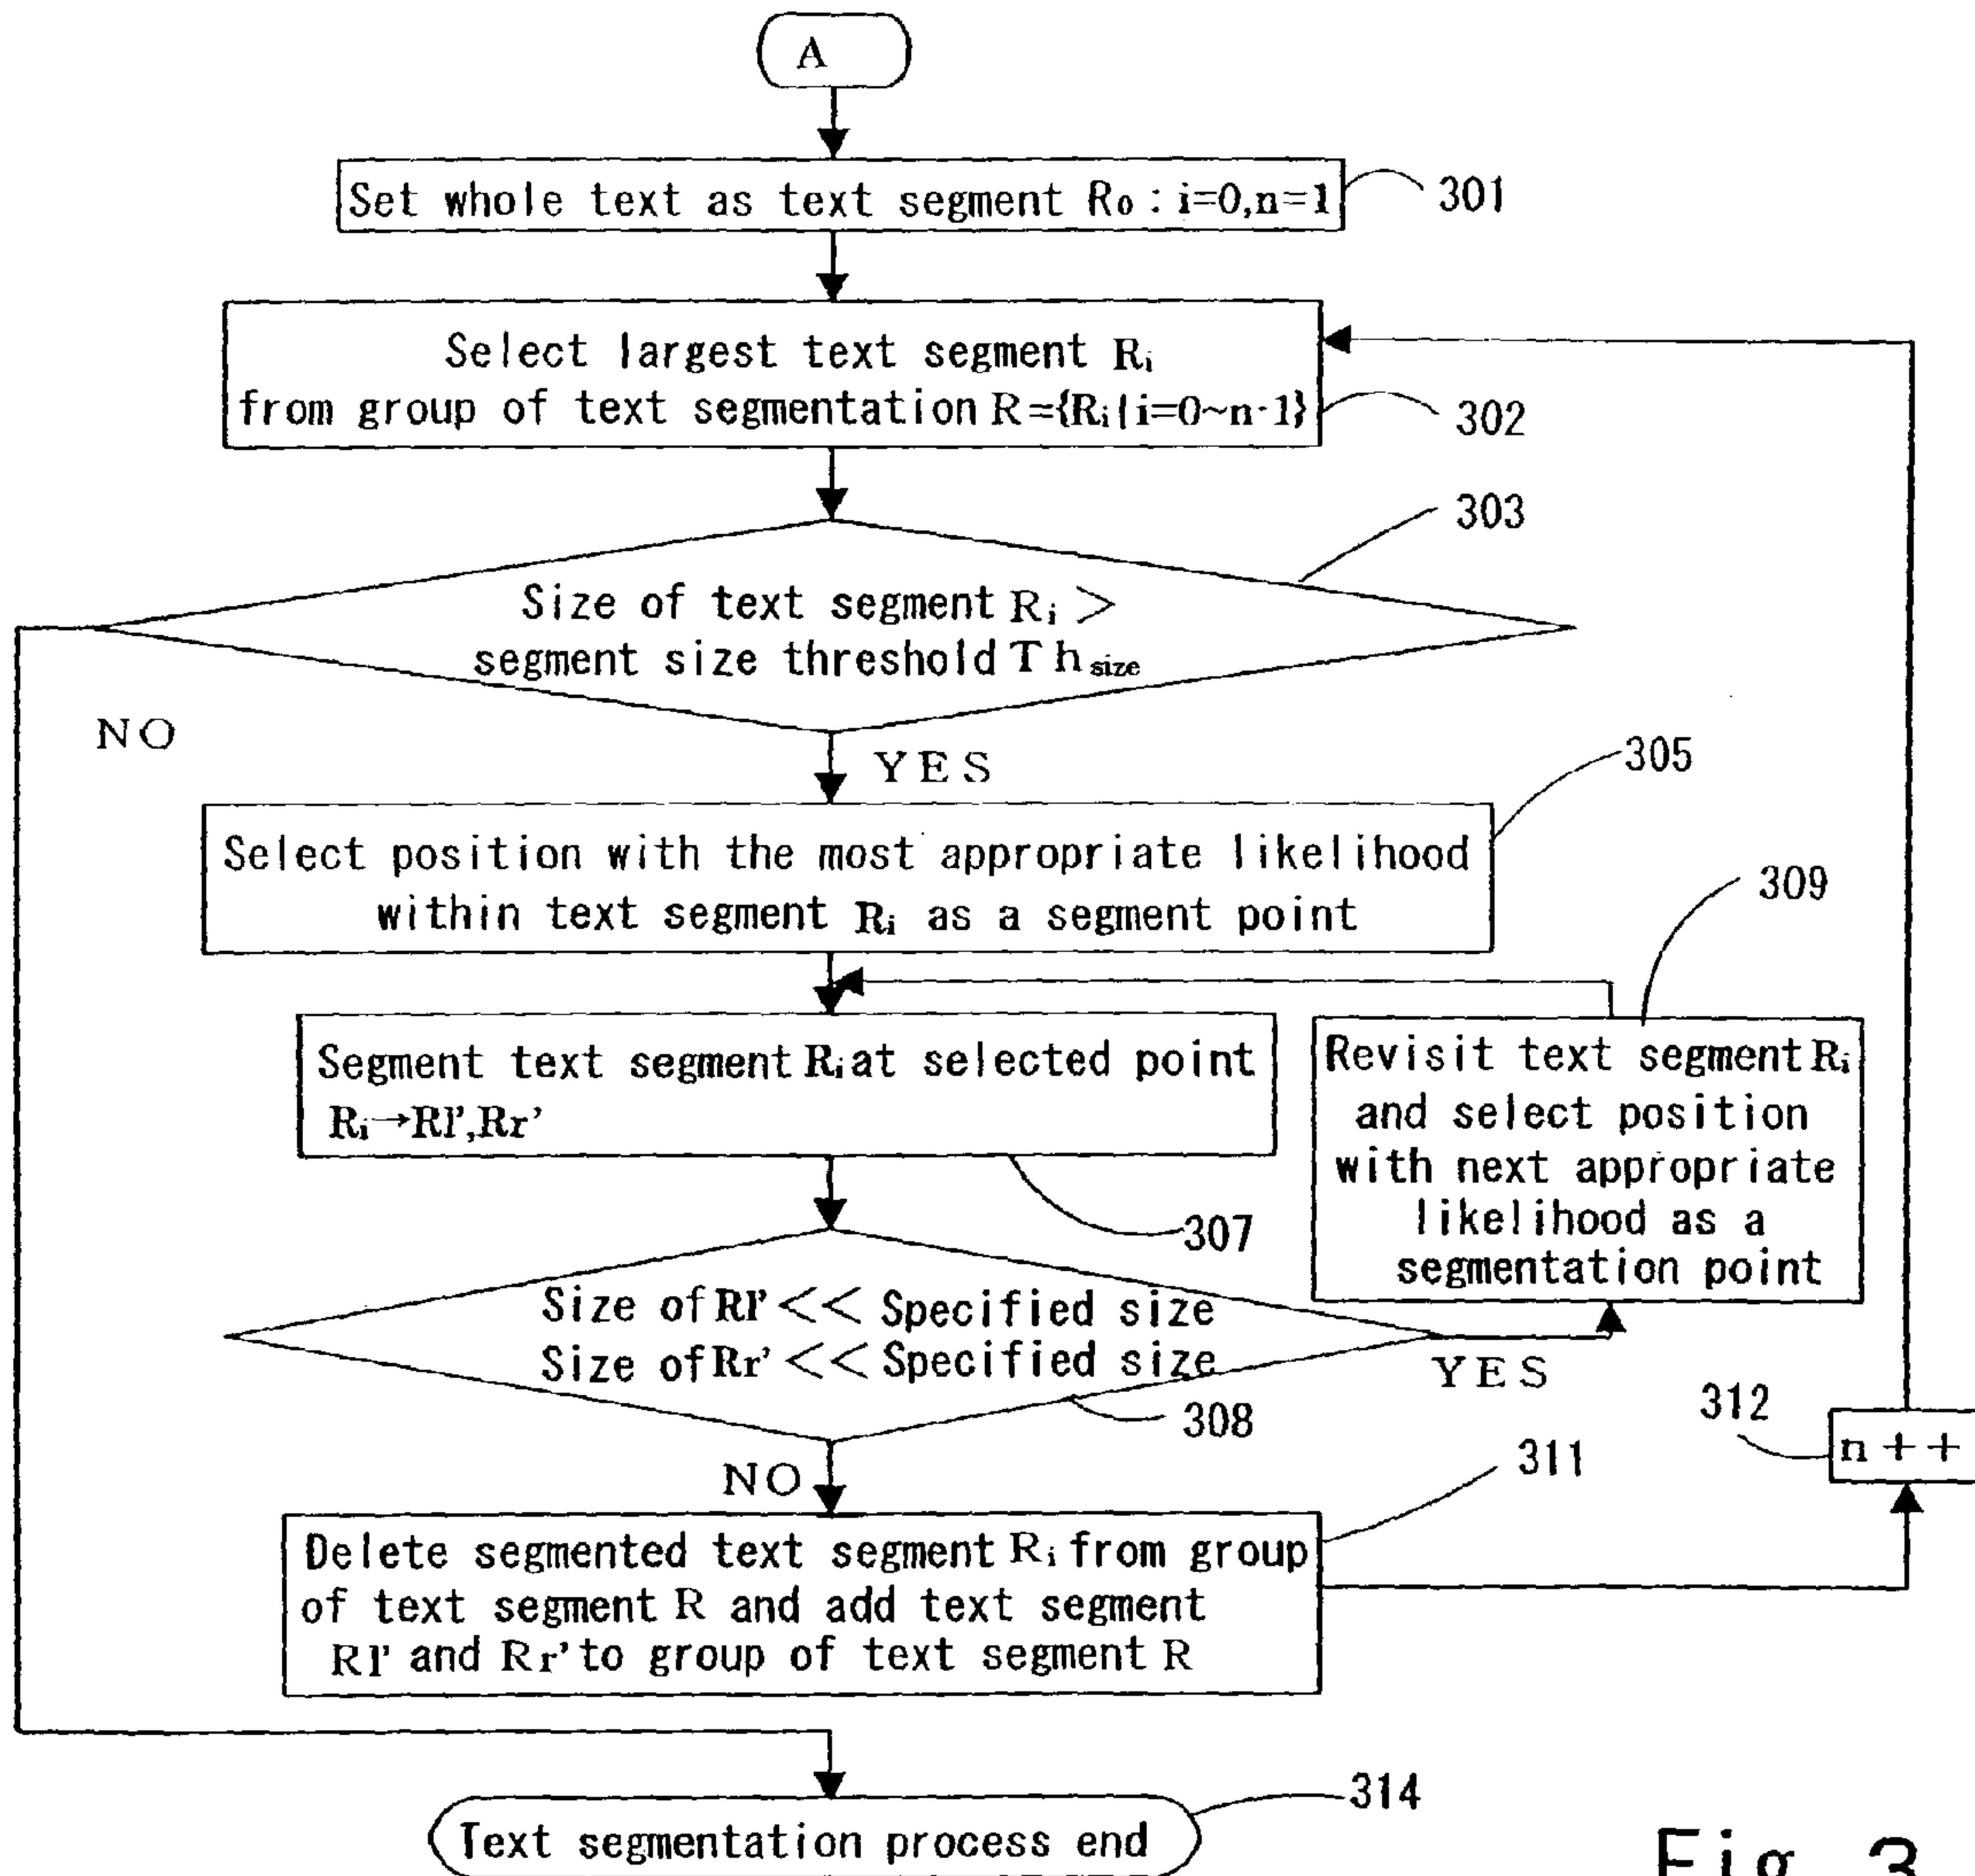 A
Set whole text as text segment R₀ : i=0,n=1
301
Select largest text segment Rᵢ
from group of text segmentation R={Rᵢ|i=0~n-1}
302
303
Size of text segment Rᵢ >
segment size threshold Th size
NO
YES
305
Select position with the most appropriate likelihood
within text segment Rᵢ as a segment point
309
Segment text segment Rᵢ at selected point
Rᵢ→Rl',Rr'
307
Revisit text segment Rᵢ
and select position
with next appropriate
likelihood as a
segmentation point
Size of Rl' << Specified size
Size of Rr' << Specified size
YES
308
312
n++
NO
311
Delete segmented text segment Rᵢ from group
of text segment R and add text segment
Rl' and Rr' to group of text segment R
314
Text segmentation process end
Fig. 3